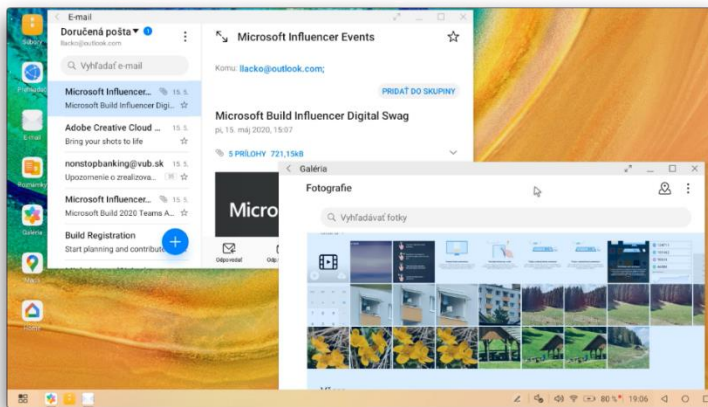 E-mail
Doručená pošta
llacko@outlook.com
Vyhľadať e-mail
Microsoft Influencer... 15. 5.
Microsoft Build Influencer Digi...
Adobe Creative Cloud ... 15. 5.
Bring your shots to life
nonstopbanking@vub.sk 15. 5.
Upozornenie o zrealizova...
Microsoft Influencer... 15. 5.
Microsoft Build 2020 Teams A...
Build Registration
Start planning and contribute
Microsoft Influencer Events
Komu: llacko@outlook.com;
PRIDAŤ DO SKUPINY
Microsoft Build Influencer Digital Swag
pi, 15. máj 2020, 15:07
5 PRÍLOHY 721,15kB
Micro
Odpovedať
Galéria
Fotografie
Vyhľadávať fotky
Súbory
Prehliadač
E-mail
Poznámky
Galéria
Home
80 % 19:06